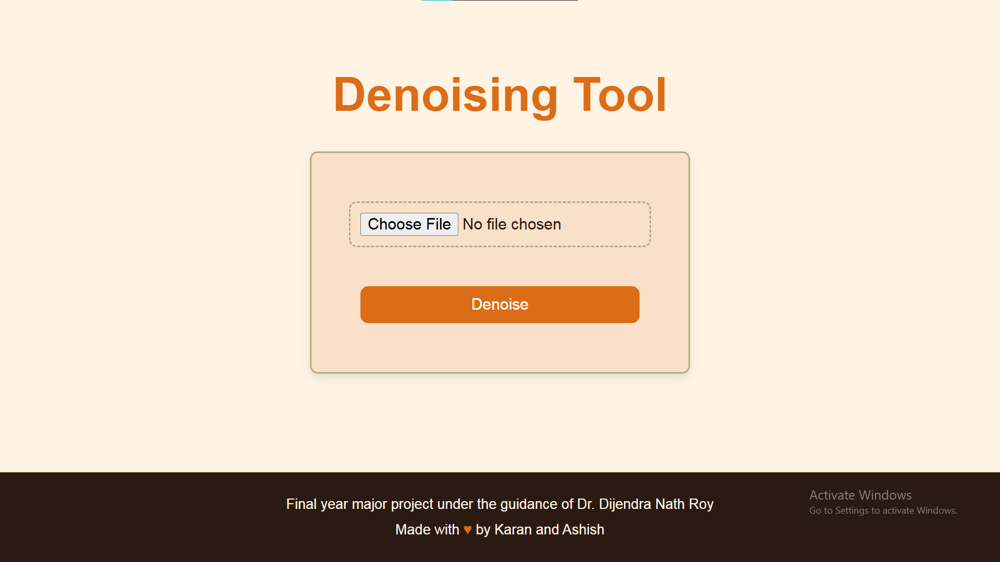 Denoising Tool
Choose File No file chosen
Denoise
Final year major project under the guidance of Dr. Dijendra Nath Roy
Made with ♥ by Karan and Ashish
Activate Windows
Go to Settings to activate Windows.